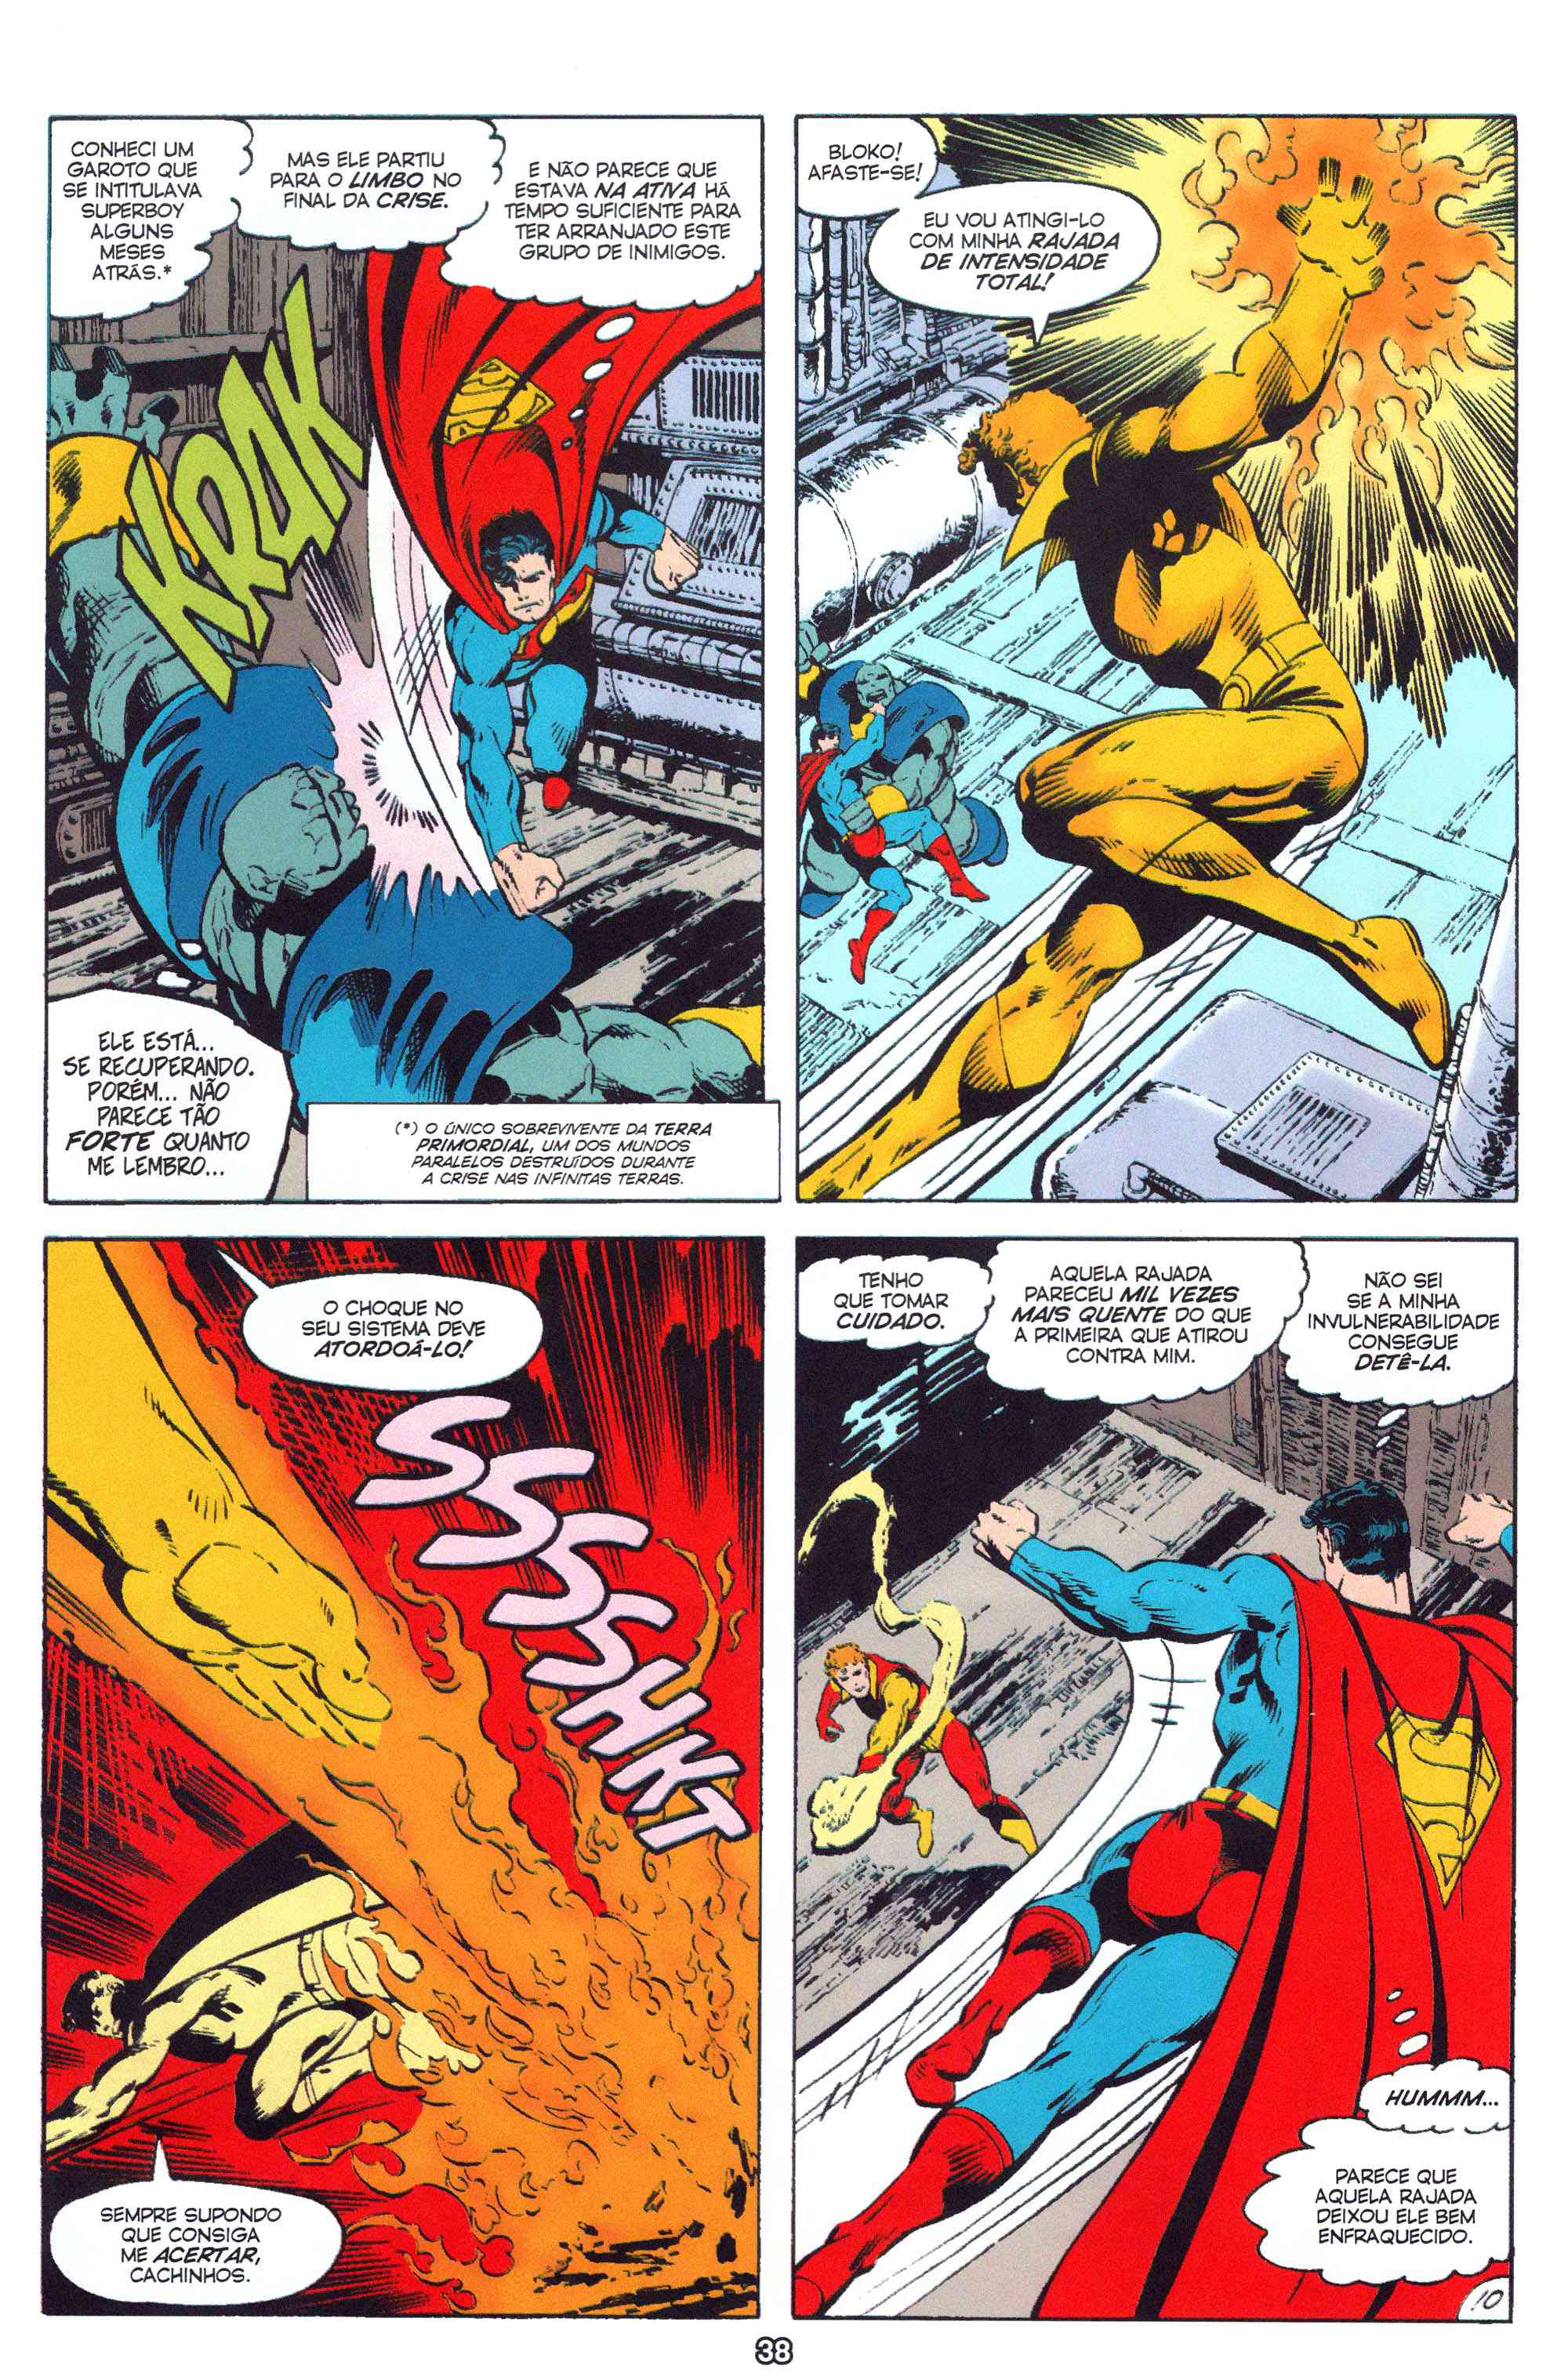 CONHECI UM
GAROTO QUE
SE INTITULAVA
SUPERBOY
ALGUNS
MESES
ATRÁS.*
MAS ELE PARTIU
PARA O LIMBO NO
FINAL DA CRISE.
E NÃO PARECE QUE
ESTAVA NA ATIVA HÁ
TEMPO SUFICIENTE PARA
TER ARRANJADO ESTE
GRUPO DE INIMIGOS.
KRAK
ELE ESTÁ...
SE RECUPERANDO.
PORÉM... NÃO
PARECE TÃO
FORTE QUANTO
ME LEMBRO...
(*) O ÚNICO SOBREVIVENTE DA TERRA
PRIMORDIAL, UM DOS MUNDOS
PARALELOS DESTRUÍDOS DURANTE
A CRISE NAS INFINITAS TERRAS.
BLOKO!
AFASTE-SE!
EU VOU ATINGI-LO
COM MINHA RAJADA
DE INTENSIDADE
TOTAL!
O CHOQUE NO
SEU SISTEMA DEVE
ATORDOÁ-LO!
SSSSHKT
SEMPRE SUPONDO
QUE CONSIGA
ME ACERTAR,
CACHINHOS.
TENHO
QUE TOMAR
CUIDADO.
AQUELA RAJADA
PARECEU MIL VEZES
MAIS QUENTE DO QUE
A PRIMEIRA QUE ATIROU
CONTRA MIM.
NÃO SEI
SE A MINHA
INVULNERABILIDADE
CONSEGUE
DETÊ-LA.
HUMMM...
PARECE QUE
AQUELA RAJADA
DEIXOU ELE BEM
ENFRAQUECIDO.
10
38